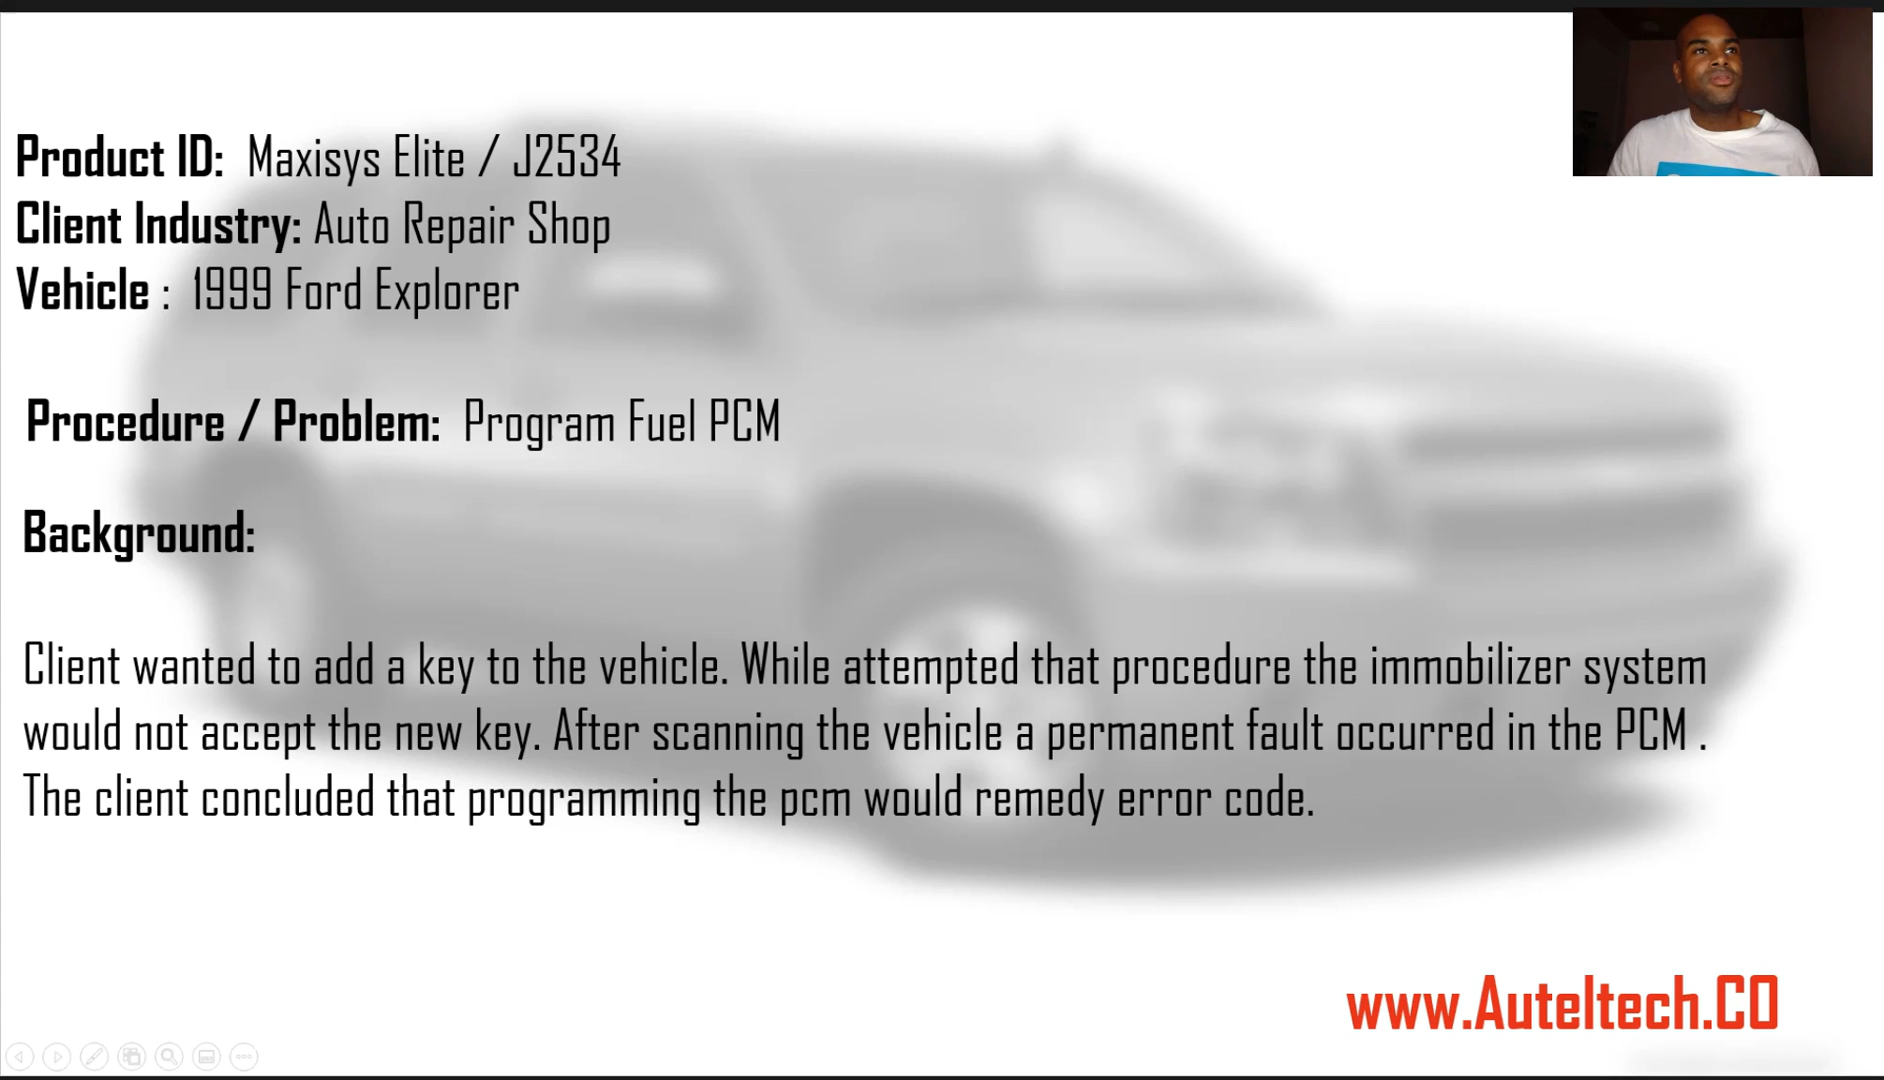 Product ID: Maxisys Elite / J2534
Client Industry: Auto Repair Shop
Vehicle : 1999 Ford Explorer
Procedure / Problem: Program Fuel PCM
Background:
Client wanted to add a key to the vehicle. While attempted that procedure the immobilizer system
would not accept the new key. After scanning the vehicle a permanent fault occurred in the PCM .
The client concluded that programming the pcm would remedy error code.
www.Auteltech.CO